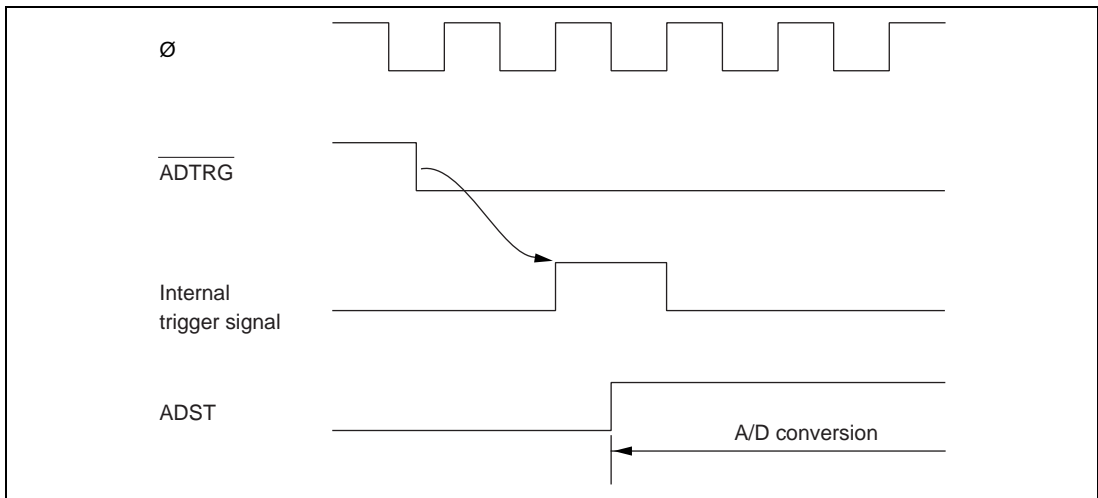 Ø
ADTRG
Internal
trigger signal
ADST
A/D conversion